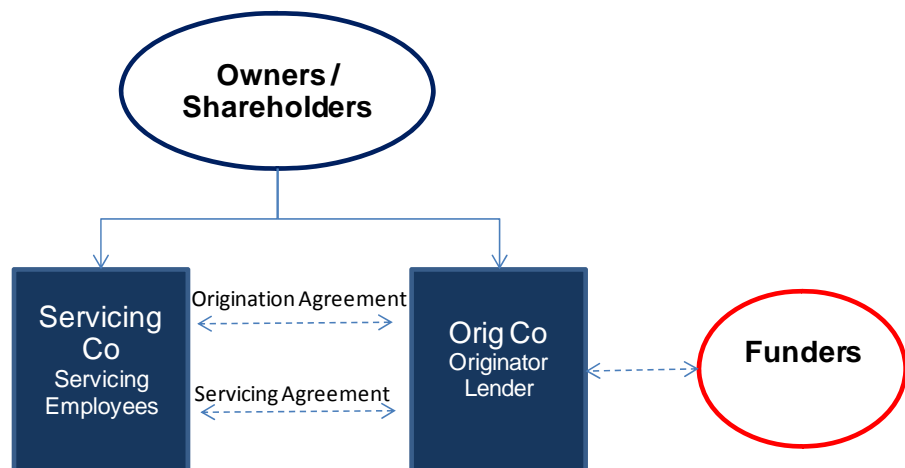 Owners /
Shareholders
Servicing
Co
Servicing
Employees
Origination Agreement
Servicing Agreement
Orig Co
Originator
Lender
Funders